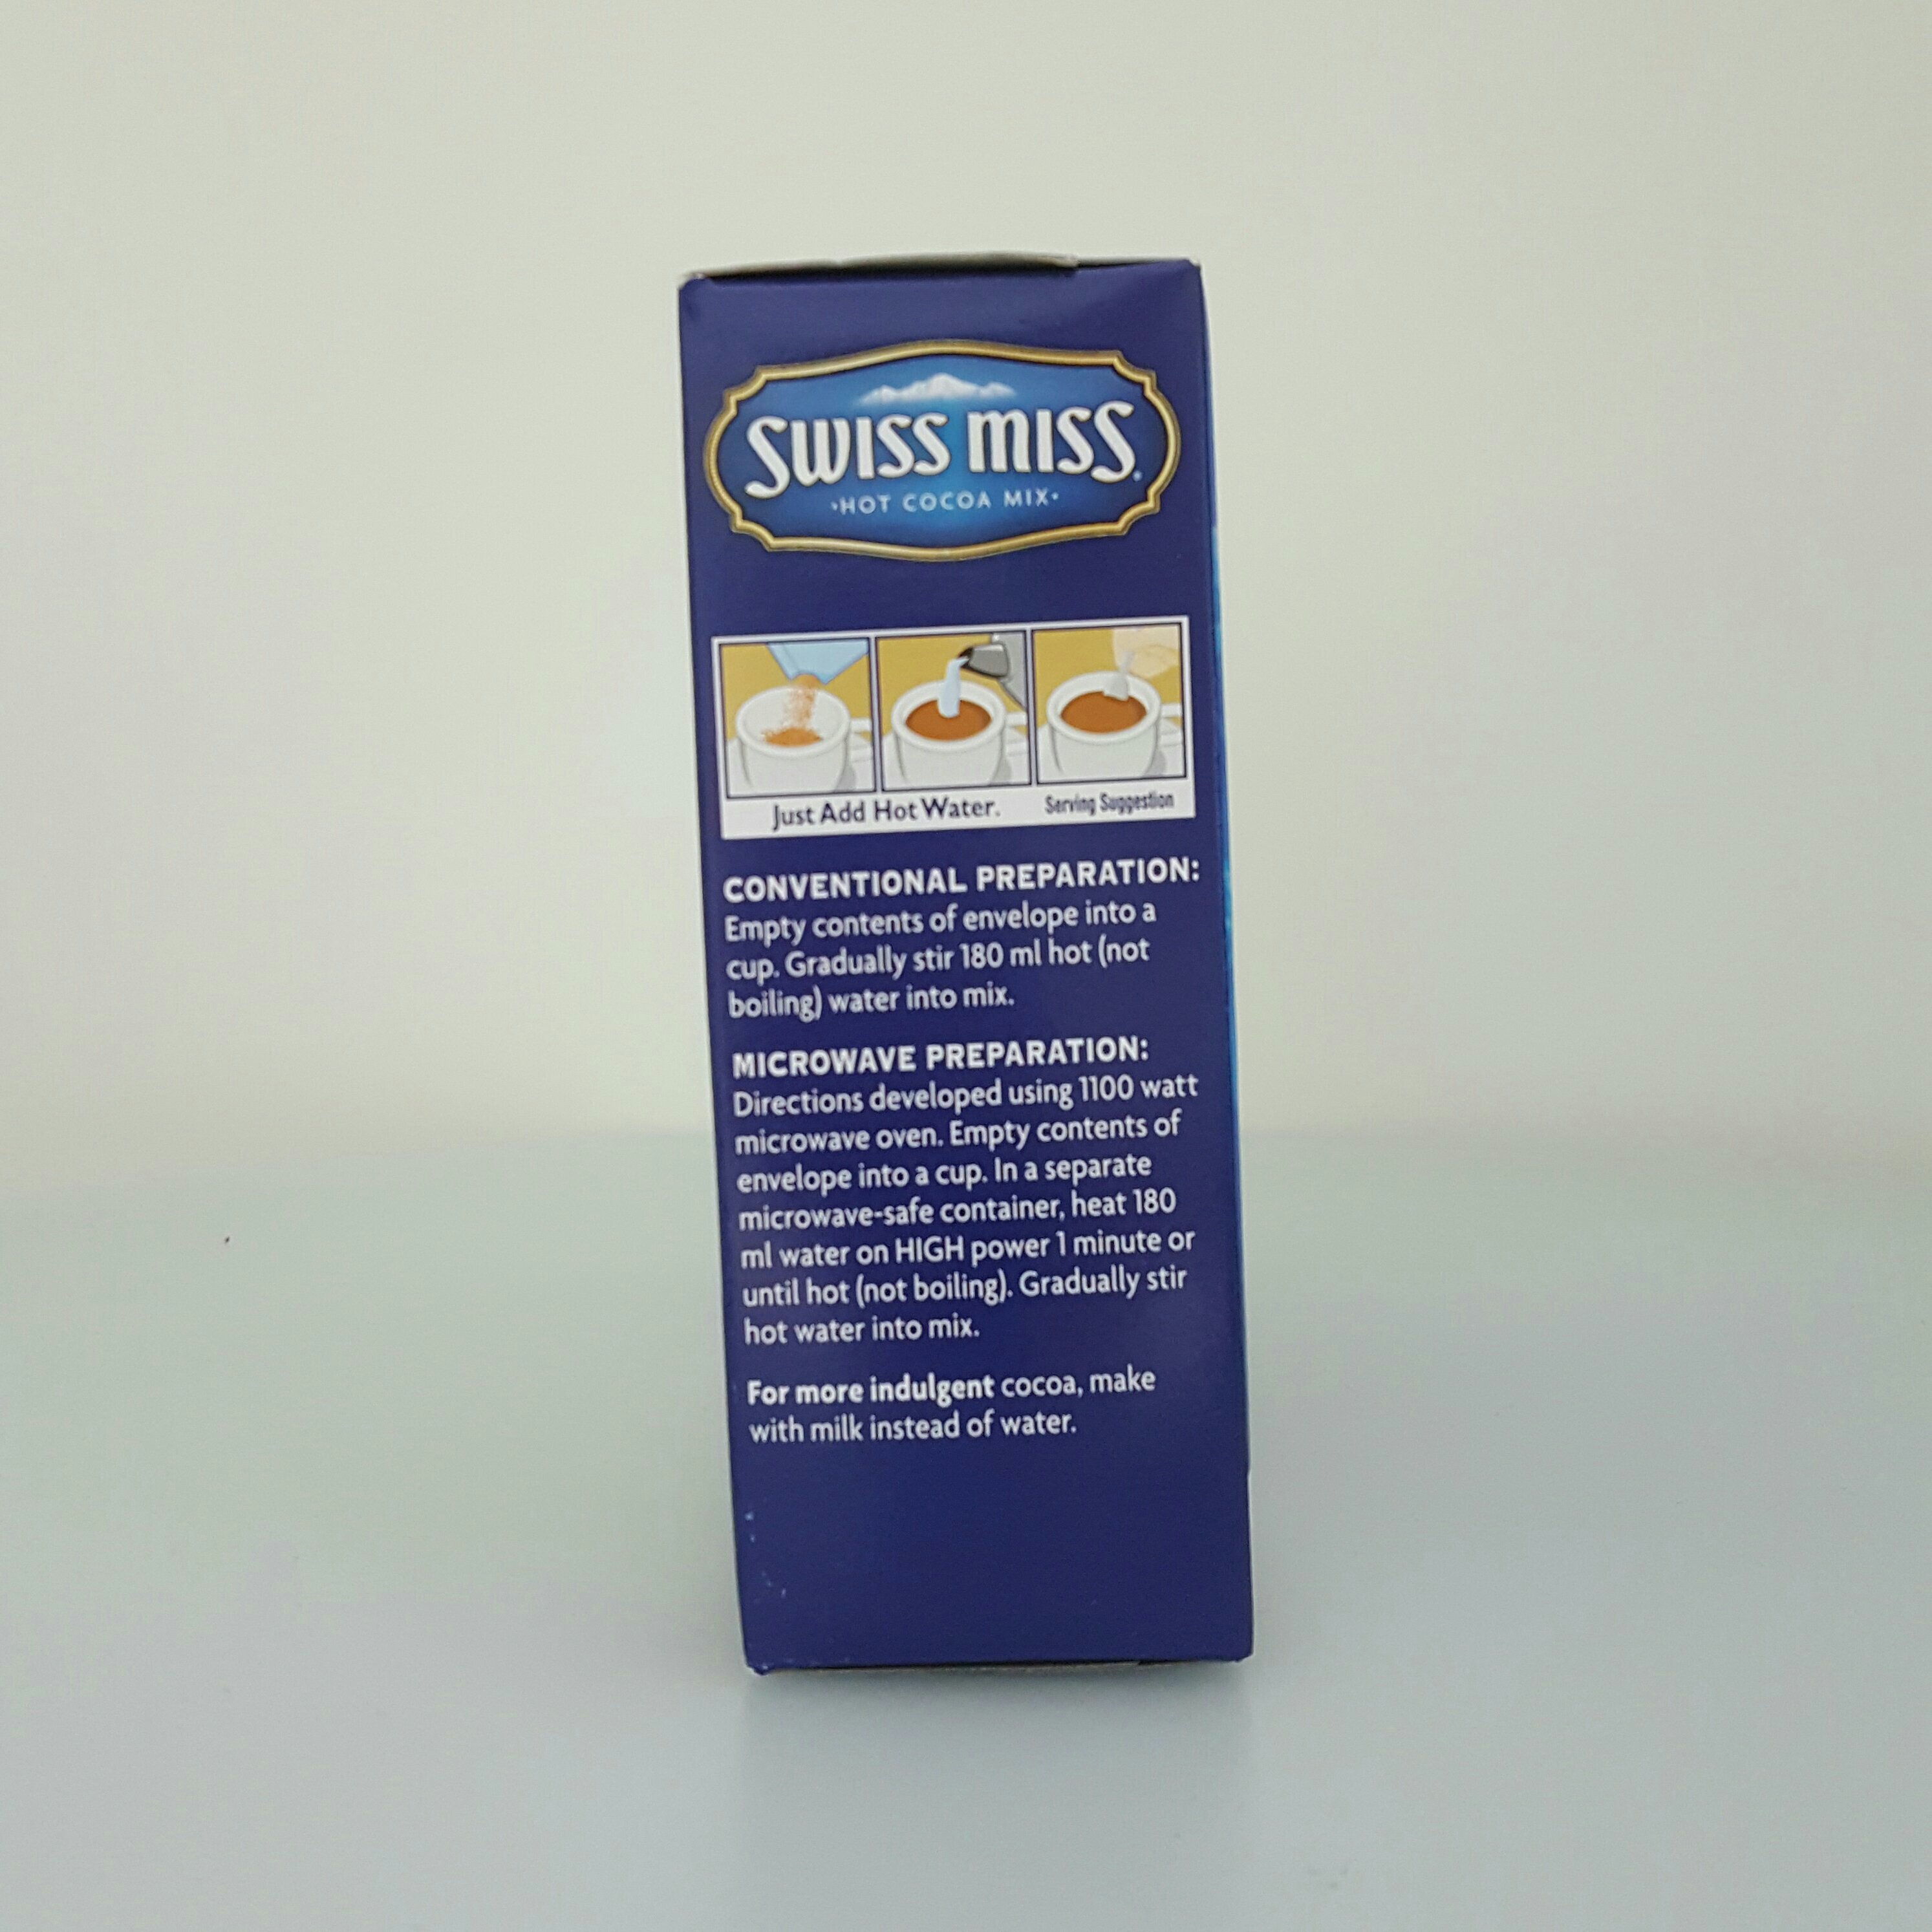 SWISS MISS
·HOT COCOA MIX·
Just Add Hot Water. Serving Suggestion
CONVENTIONAL PREPARATION:
Empty contents of envelope into a
cup. Gradually stir 180 ml hot (not
boiling) water into mix.
MICROWAVE PREPARATION:
Directions developed using 1100 watt
microwave oven. Empty contents of
envelope into a cup. In a separate
microwave-safe container, heat 180
ml water on HIGH power 1 minute or
until hot (not boiling). Gradually stir
hot water into mix.
For more indulgent cocoa, make
with milk instead of water.